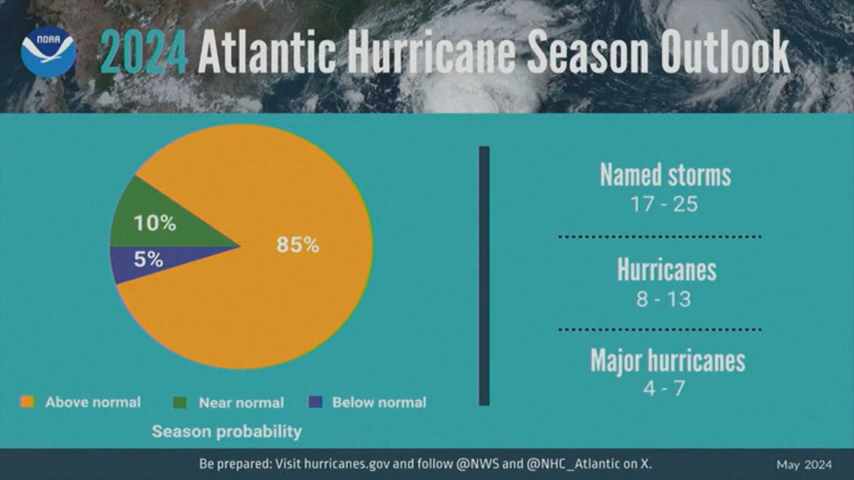 NOAA
2024 Atlantic Hurricane Season Outlook
10%
5%
85%
Above normal
Near normal
Below normal
Season probability
Named storms
17 - 25
Hurricanes
8 - 13
Major hurricanes
4 - 7
Be prepared: Visit hurricanes.gov and follow @NWS and @NHC_Atlantic on X.
May 2024